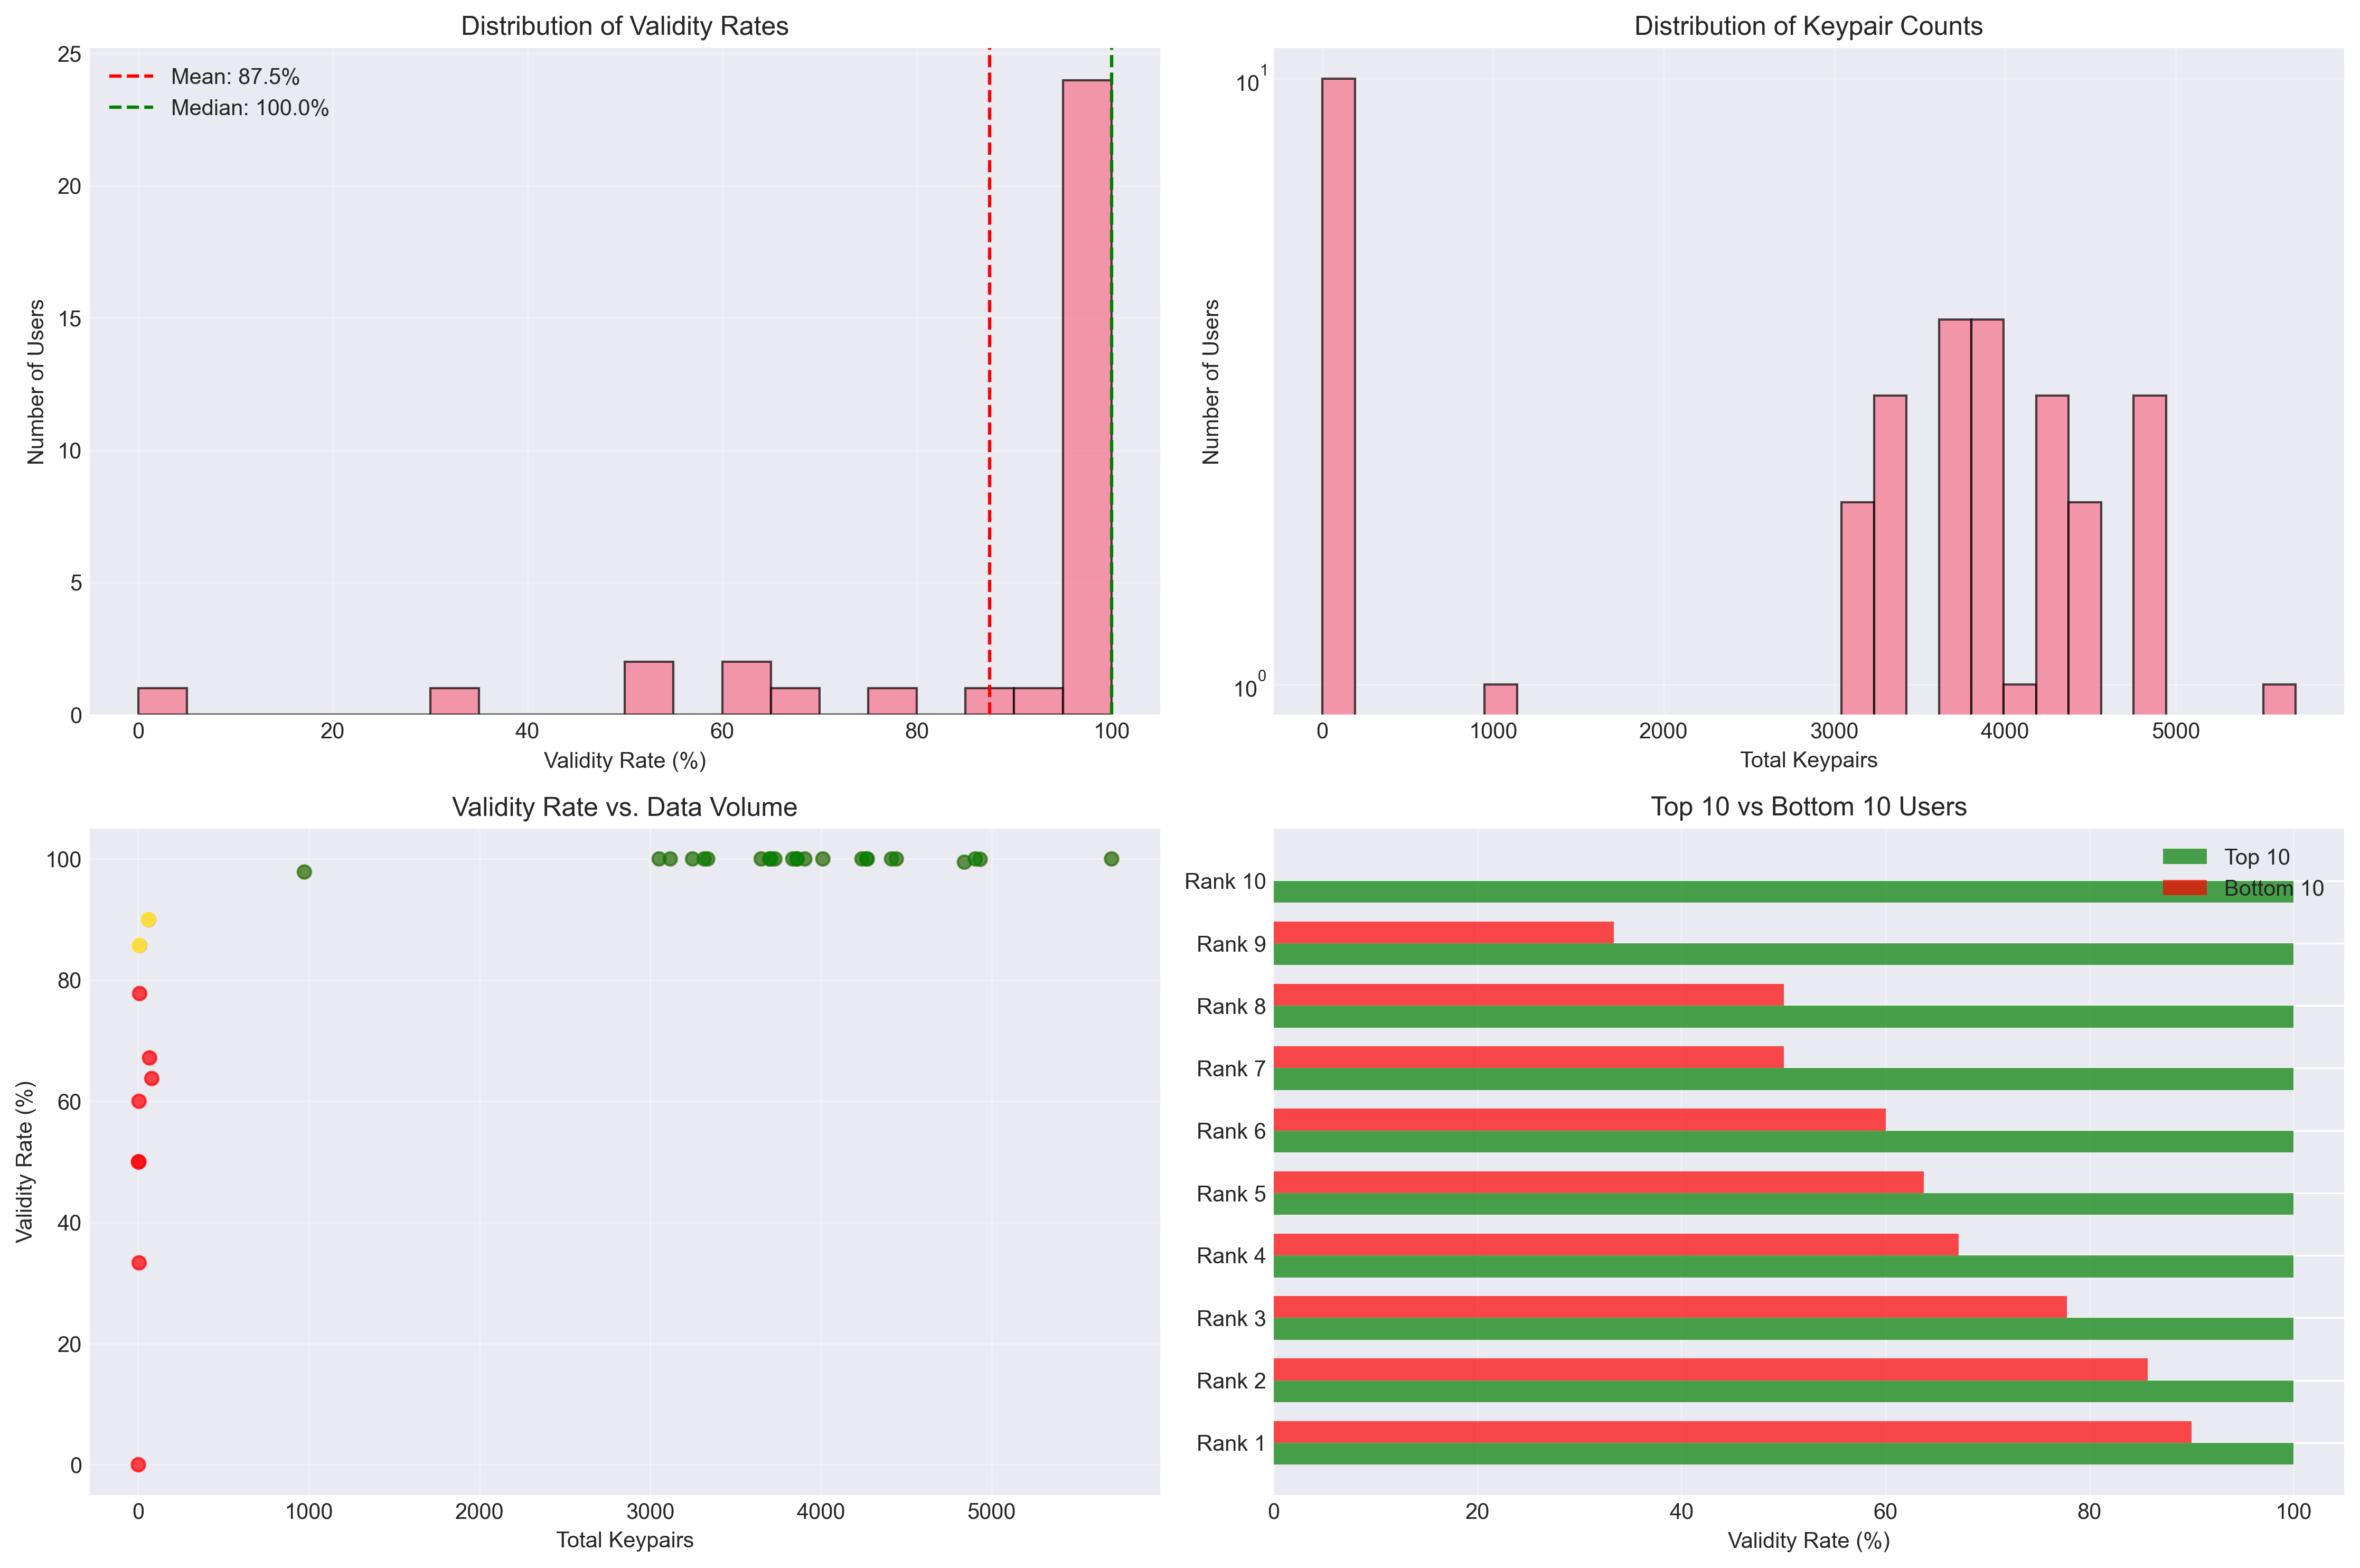 Distribution of Validity Rates
Mean: 87.5%
Median: 100.0%
Number of Users
25
20
15
10
5
0
0 20 40 60 80 100
Validity Rate (%)
Distribution of Keypair Counts
Number of Users
10¹
10⁰
0 1000 2000 3000 4000 5000
Total Keypairs
Validity Rate vs. Data Volume
Validity Rate (%)
100
80
60
40
20
0
0 1000 2000 3000 4000 5000
Total Keypairs
Top 10 vs Bottom 10 Users
Top 10
Bottom 10
Rank 10
Rank 9
Rank 8
Rank 7
Rank 6
Rank 5
Rank 4
Rank 3
Rank 2
Rank 1
0 20 40 60 80 100
Validity Rate (%)